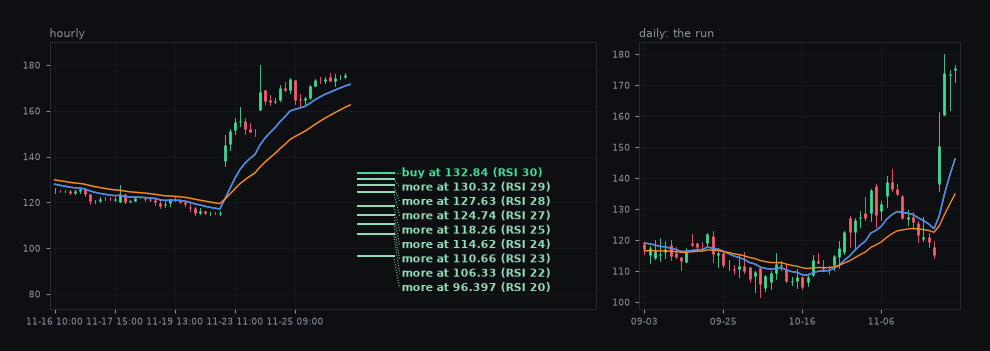 hourly
180
160
140
120
100
80
11-16 10:00 11-17 15:00 11-19 13:00 11-23 11:00 11-25 09:00
buy at 132.84 (RSI 30)
more at 130.32 (RSI 29)
more at 127.63 (RSI 28)
more at 124.74 (RSI 27)
more at 118.26 (RSI 25)
more at 114.62 (RSI 24)
more at 110.66 (RSI 23)
more at 106.33 (RSI 22)
more at 96.397 (RSI 20)
daily: the run
180
170
160
150
140
130
120
110
100
09-03 09-25 10-16 11-06